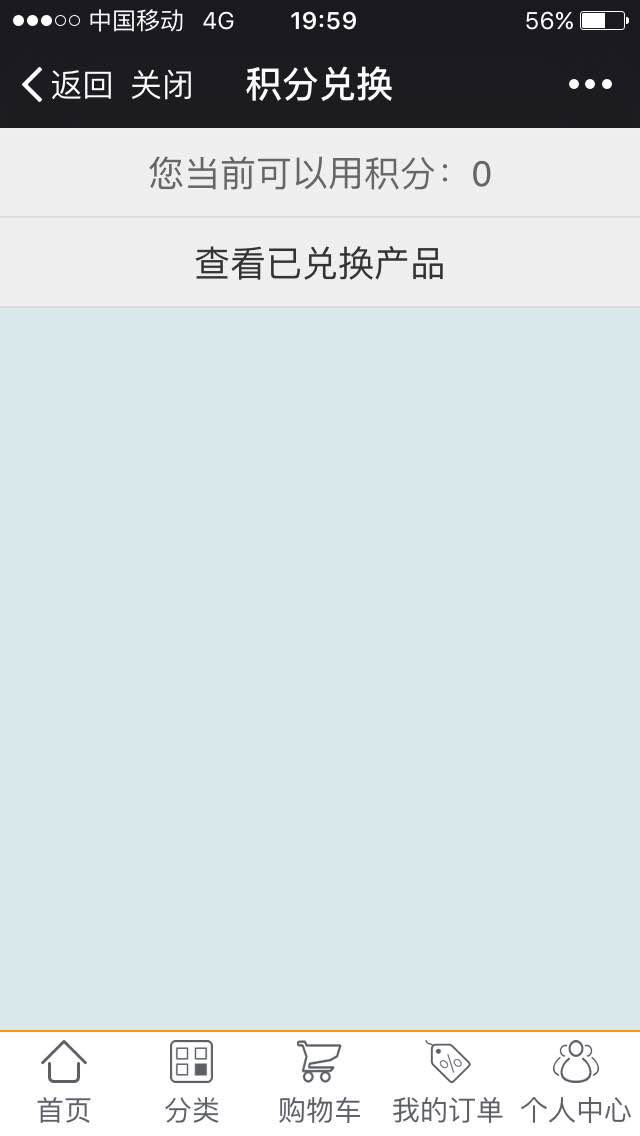 中国移动 4G 19:59 56%
返回 关闭 积分兑换
您当前可以用积分：0
查看已兑换产品
首页 分类 购物车 我的订单 个人中心